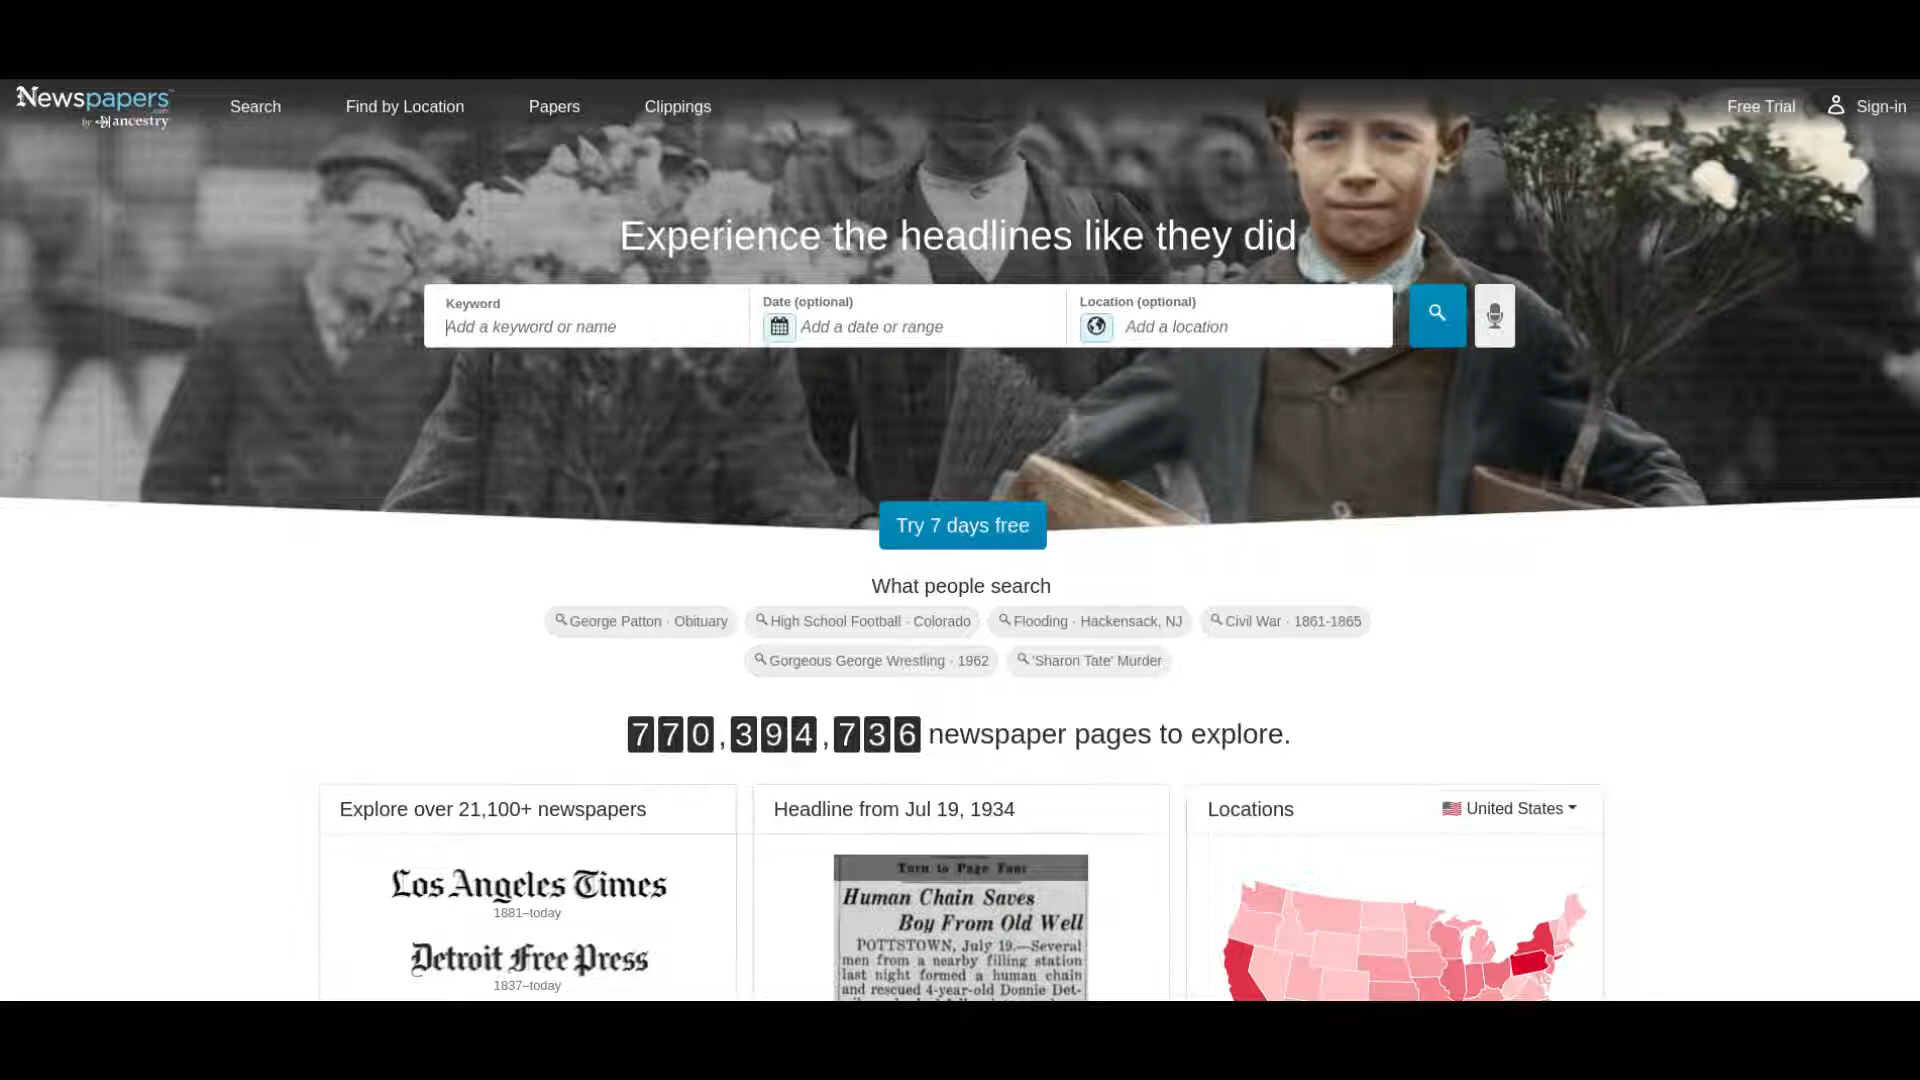 Newspapers
by ancestry
Search
Find by Location
Papers
Clippings
Free Trial
Sign-in
Experience the headlines like they did
Keyword
Add a keyword or name
Date (optional)
Add a date or range
Location (optional)
Add a location
Try 7 days free
What people search
George Patton · Obituary
High School Football · Colorado
Flooding · Hackensack, NJ
Civil War · 1861-1865
Gorgeous George Wrestling · 1962
'Sharon Tate' Murder
770,394,736 newspaper pages to explore.
Explore over 21,100+ newspapers
Los Angeles Times
1881–today
Detroit Free Press
1837–today
Headline from Jul 19, 1934
Turn to Page Four
Human Chain Saves
Boy From Old Well
POTTSTOWN, July 19.—Several
men from a nearby filling station
last night formed a human chain
and rescued 4-year-old Donnie Det-
Locations
United States